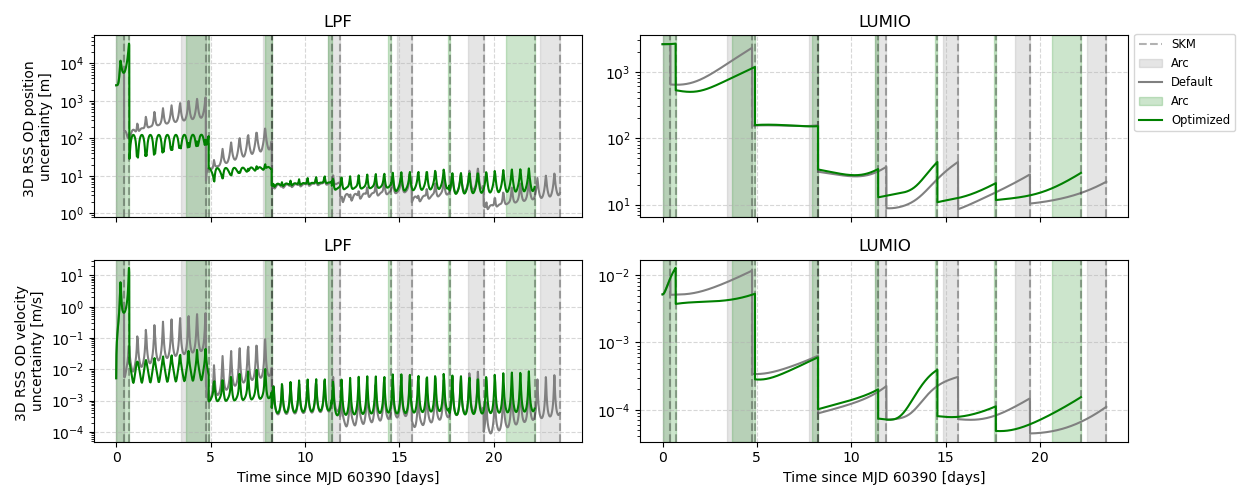 LPF
LUMIO
3D RSS OD position
uncertainty [m]
10⁴
10³
10²
10¹
10⁰
10³
10²
10¹
SKM
Arc
Default
Arc
Optimized
LPF
LUMIO
3D RSS OD velocity
uncertainty [m/s]
10¹
10⁰
10⁻¹
10⁻²
10⁻³
10⁻⁴
10⁻²
10⁻³
10⁻⁴
0 5 10 15 20
0 5 10 15 20
Time since MJD 60390 [days]
Time since MJD 60390 [days]